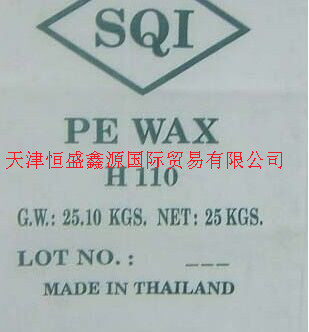 SQI
PE WAX
天津恒盛鑫源国际贸易有限公司
H 110
G.W.: 25.10 KGS. NET: 25 KGS.
LOT NO. : ---
MADE IN THAILAND